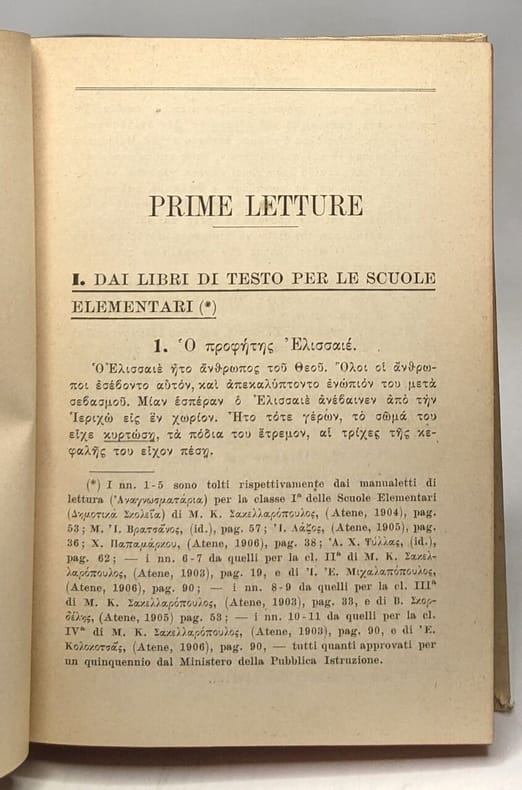 PRIME LETTURE
I. DAI LIBRI DI TESTO PER LE SCUOLE
ELEMENTARI (*)
1. Ὁ προφήτης Ἐλισσαιέ.
Ὁ Ἐλισσαιὲ ἦτο ἄνθρωπος τοῦ Θεοῦ. Ὅλοι οἱ ἄνθρω-
ποι ἐσέβοντο αὐτόν, καὶ ἀπεκαλύπτοντο ἐνώπιόν του μετὰ
σεβασμοῦ. Μίαν ἑσπέραν ὁ Ἐλισσαιὲ ἀνέβαινεν ἀπὸ τὴν
Ἱεριχὼ εἰς ἓν χωρίον. Ἦτο τότε γέρων, τὸ σῶμά του
εἶχε κυρτώσῃ, τὰ πόδια του ἔτρεμον, αἱ τρίχες τῆς κε-
φαλῆς του εἶχον πέσῃ.
(*) I nn. 1-5 sono tolti rispettivamente dai manualetti di
lettura (Ἀναγνωσματάρια) per la classe Iª delle Scuole Elementari
(Δημοτικὰ Σχολεῖα) di M. K. Σακελλαρόπουλος, (Atene, 1904), pag.
53; M. Ἰ. Βρατσάνος, (id.), pag. 57; Ἰ. Λάζος, (Atene, 1905), pag.
36; Χ. Παπαμάρκου, (Atene, 1906), pag. 38; Ἀ. Χ. Ψύλλας, (id.),
pag. 62; — i nn. 6-7 da quelli per la cl. IIª di M. K. Σακελ-
λαρόπουλος, (Atene, 1903), pag. 19, e di Ἰ. Ἐ. Μιχαλαπόπουλος,
(Atene, 1906), pag. 90; — i nn. 8-9 da quelli per la cl. IIIª
di M. K. Σακελλαρόπουλος, (Atene, 1903), pag. 33, e di Β. Σκορ-
δέλης, (Atene, 1905) pag. 53; — i nn. 10-11 da quelli per la cl.
IVª di M. K. Σακελλαρόπουλος, (Atene, 1903), pag. 90, e di Ἐ.
Κολοκοτσᾶς, (Atene, 1906), pag. 90, — tutti quanti approvati per
un quinquennio dal Ministero della Pubblica Istruzione.